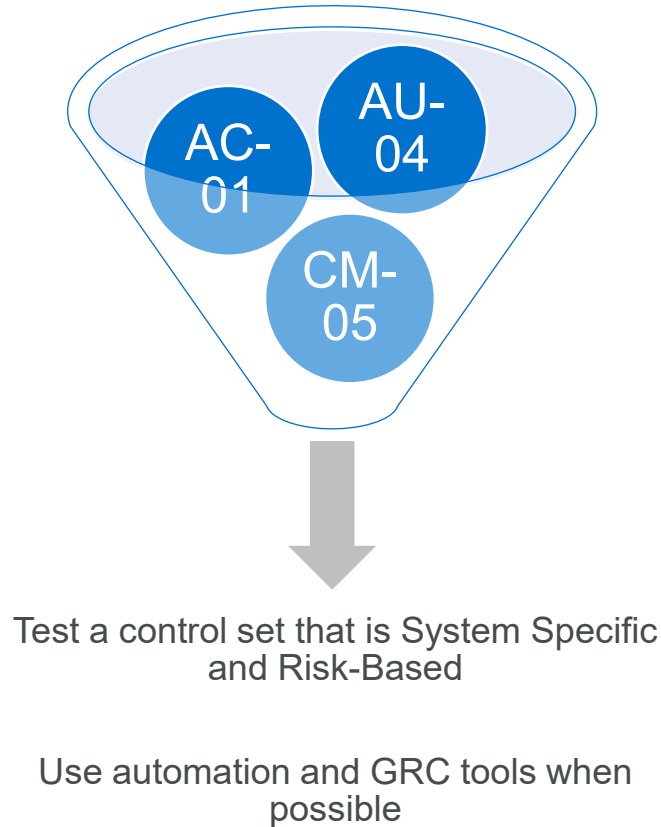 AC-
01
AU-
04
CM-
05
Test a control set that is System Specific
and Risk-Based
Use automation and GRC tools when
possible